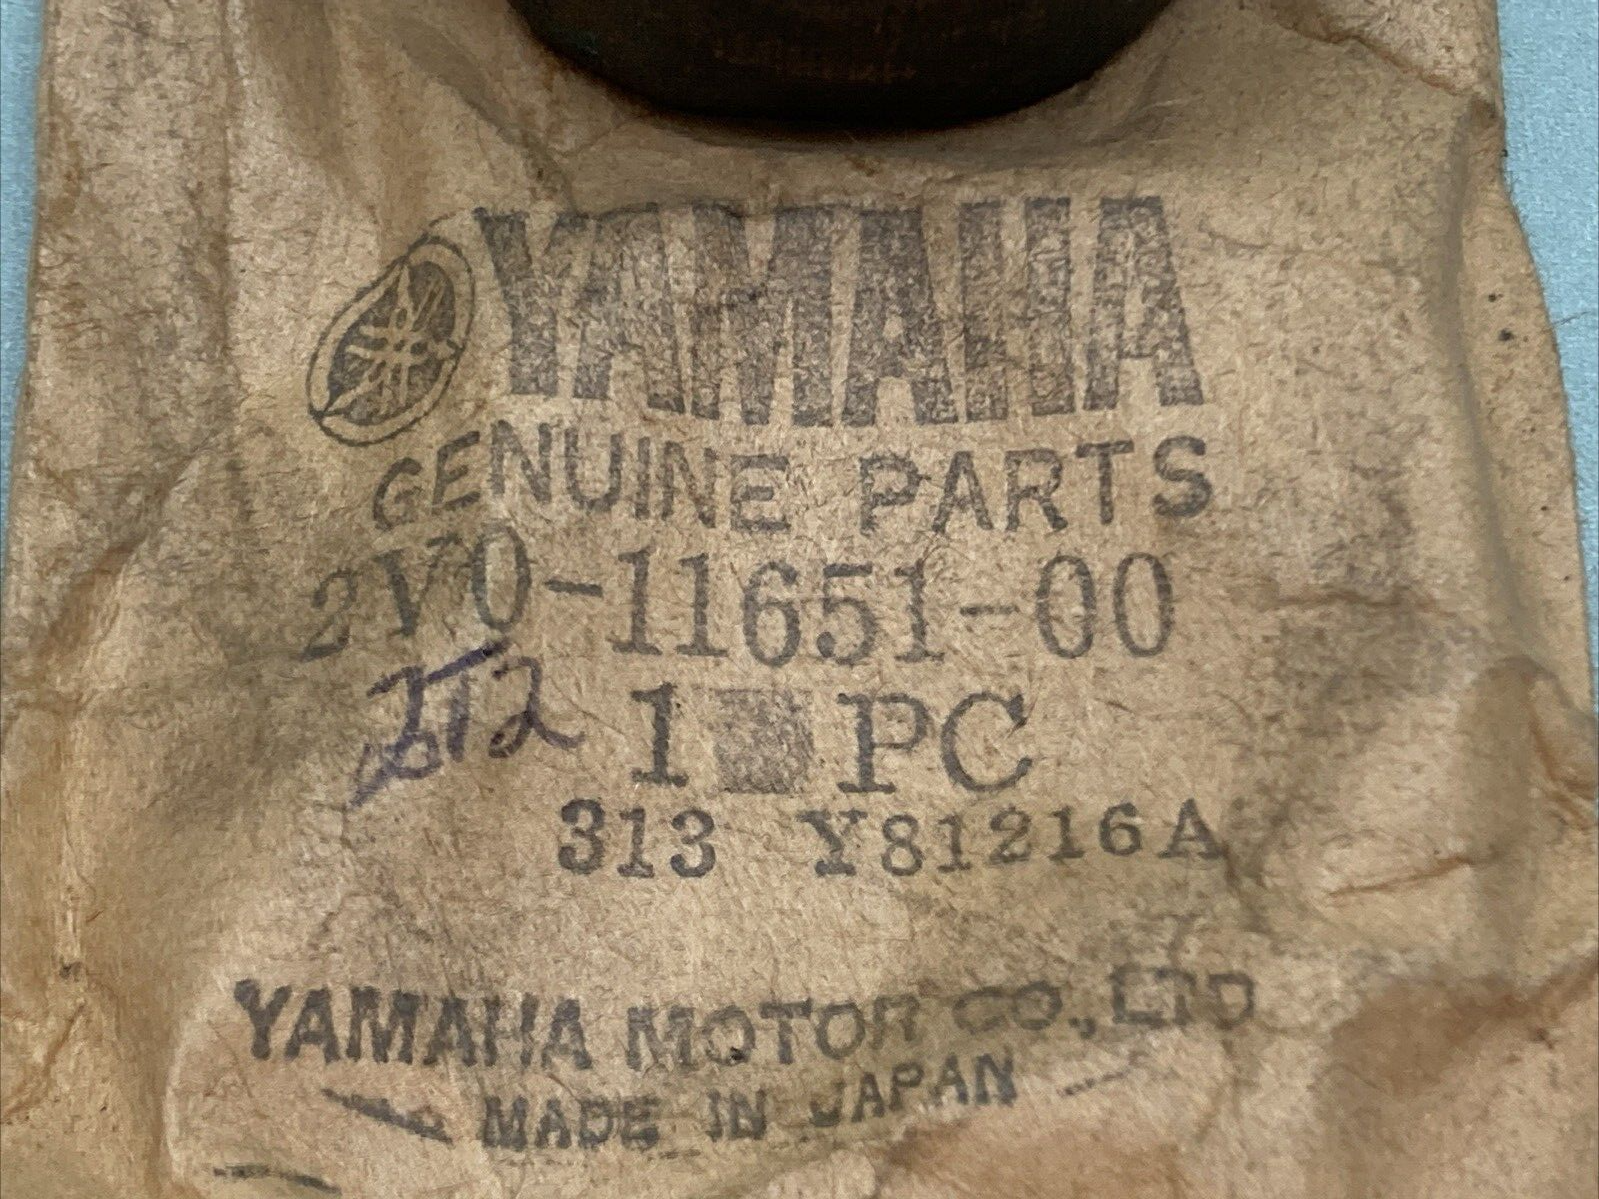 YAMAHA
GENUINE PARTS
2V0-11651-00
1 PC
313 Y81216A
YAMAHA MOTOR CO., LTD
MADE IN JAPAN